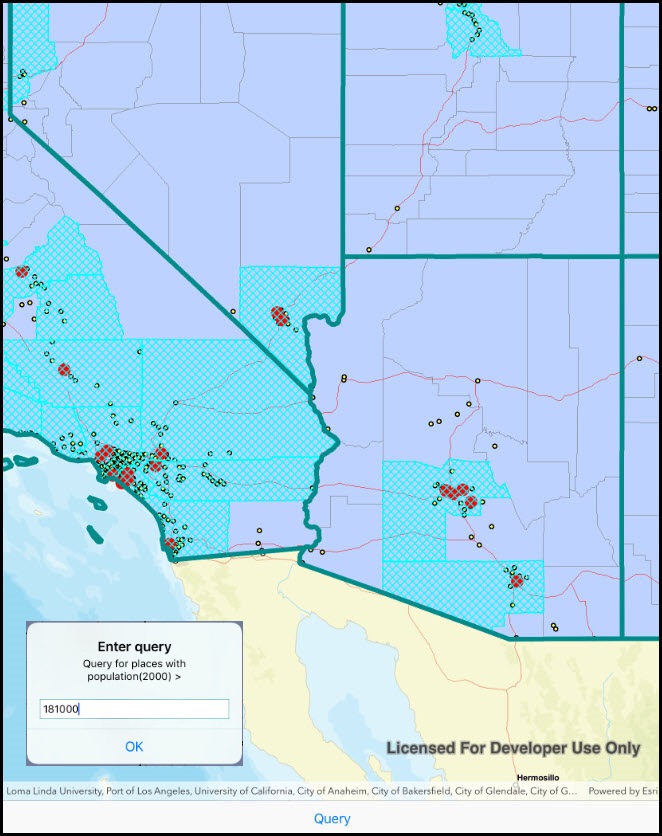 Enter query
Query for places with
population(2000) >
181000
OK
Licensed For Developer Use Only
Hermosillo
Loma Linda University, Port of Los Angeles, University of California, City of Anaheim, City of Bakersfield, City of Glendale, City of G... Powered by Esri
Query